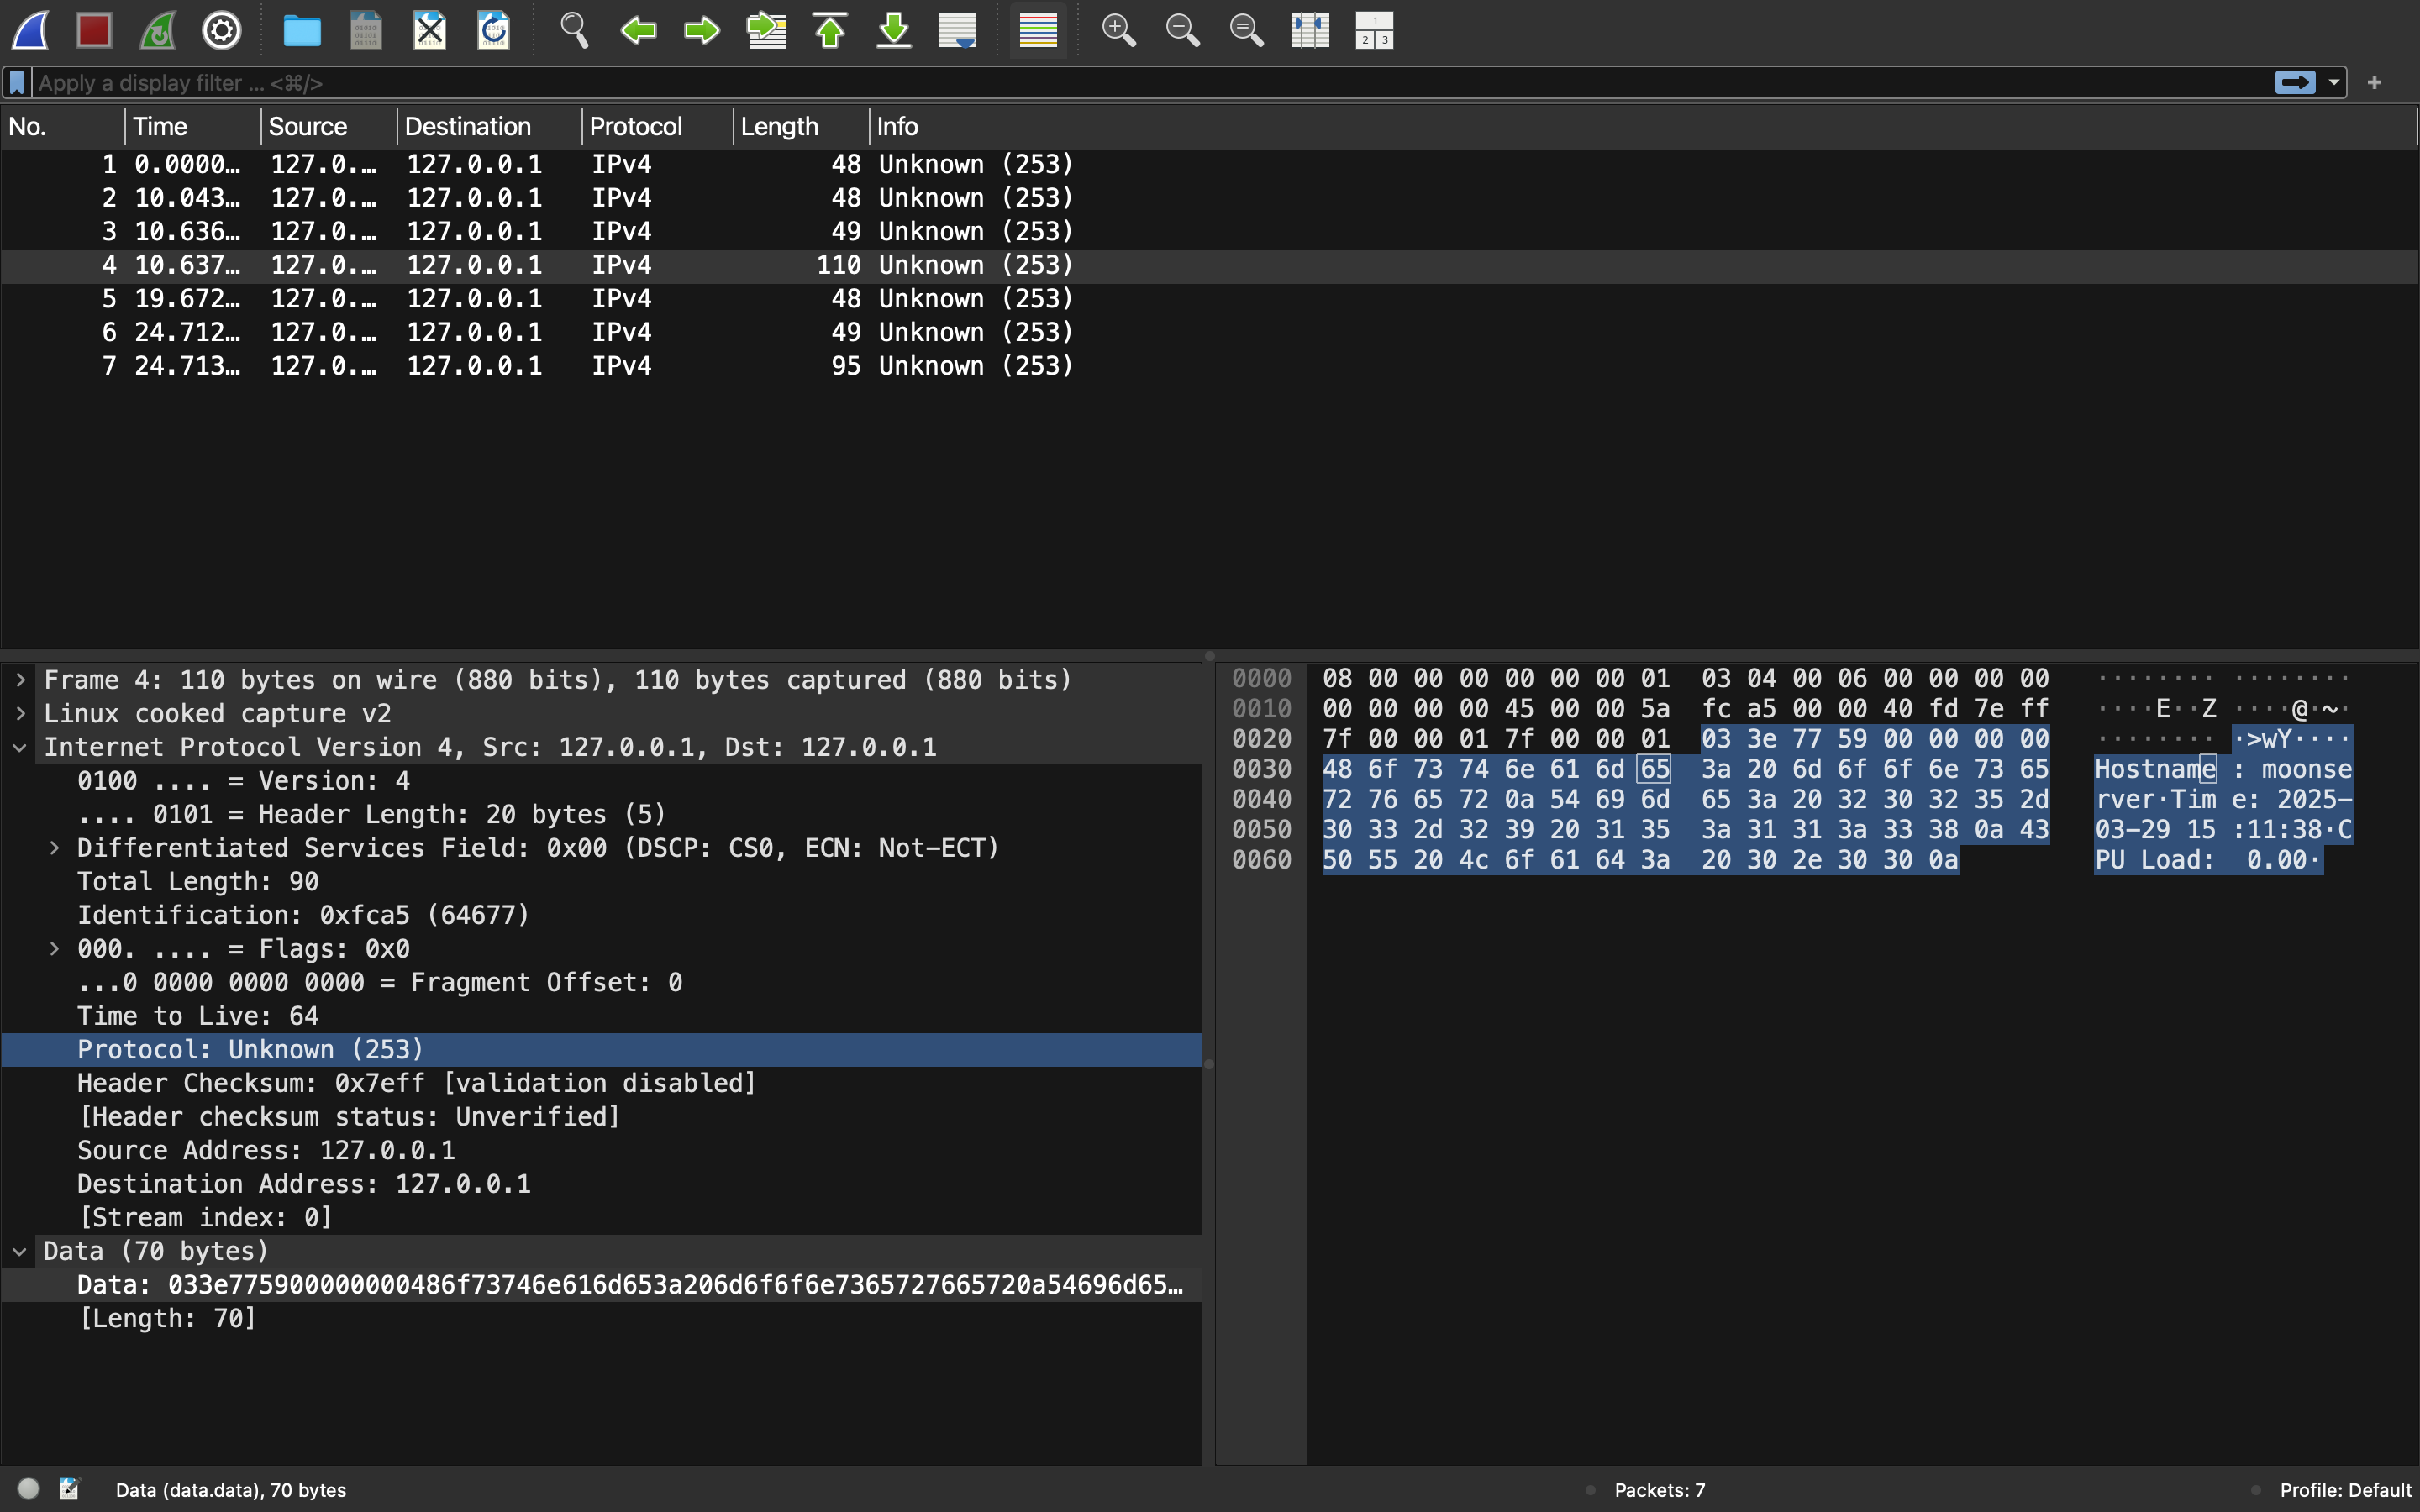 Apply a display filter ... <⌘/>
No. Time Source Destination Protocol Length Info
1 0.0000… 127.0.… 127.0.0.1 IPv4 48 Unknown (253)
2 10.043… 127.0.… 127.0.0.1 IPv4 48 Unknown (253)
3 10.636… 127.0.… 127.0.0.1 IPv4 49 Unknown (253)
4 10.637… 127.0.… 127.0.0.1 IPv4 110 Unknown (253)
5 19.672… 127.0.… 127.0.0.1 IPv4 48 Unknown (253)
6 24.712… 127.0.… 127.0.0.1 IPv4 49 Unknown (253)
7 24.713… 127.0.… 127.0.0.1 IPv4 95 Unknown (253)
Frame 4: 110 bytes on wire (880 bits), 110 bytes captured (880 bits)
Linux cooked capture v2
Internet Protocol Version 4, Src: 127.0.0.1, Dst: 127.0.0.1
0100 .... = Version: 4
.... 0101 = Header Length: 20 bytes (5)
Differentiated Services Field: 0x00 (DSCP: CS0, ECN: Not-ECT)
Total Length: 90
Identification: 0xfca5 (64677)
000. .... = Flags: 0x0
...0 0000 0000 0000 = Fragment Offset: 0
Time to Live: 64
Protocol: Unknown (253)
Header Checksum: 0x7eff [validation disabled]
[Header checksum status: Unverified]
Source Address: 127.0.0.1
Destination Address: 127.0.0.1
[Stream index: 0]
Data (70 bytes)
Data: 033e775900000000486f73746e616d653a206d6f6f6e7365727665720a54696d65…
[Length: 70]
0000 08 00 00 00 00 00 00 01 03 04 00 06 00 00 00 00 ········ ········
0010 00 00 00 00 45 00 00 5a fc a5 00 00 40 fd 7e ff ····E··Z ····@·~·
0020 7f 00 00 01 7f 00 00 01 03 3e 77 59 00 00 00 00 ········ ·>wY····
0030 48 6f 73 74 6e 61 6d 65 3a 20 6d 6f 6f 6e 73 65 Hostname : moonse
0040 72 76 65 72 0a 54 69 6d 65 3a 20 32 30 32 35 2d rver·Tim e: 2025-
0050 30 33 2d 32 39 20 31 35 3a 31 31 3a 33 38 0a 43 03-29 15 :11:38·C
0060 50 55 20 4c 6f 61 64 3a 20 30 2e 30 30 0a PU Load: 0.00·
Data (data.data), 70 bytes
Packets: 7
Profile: Default